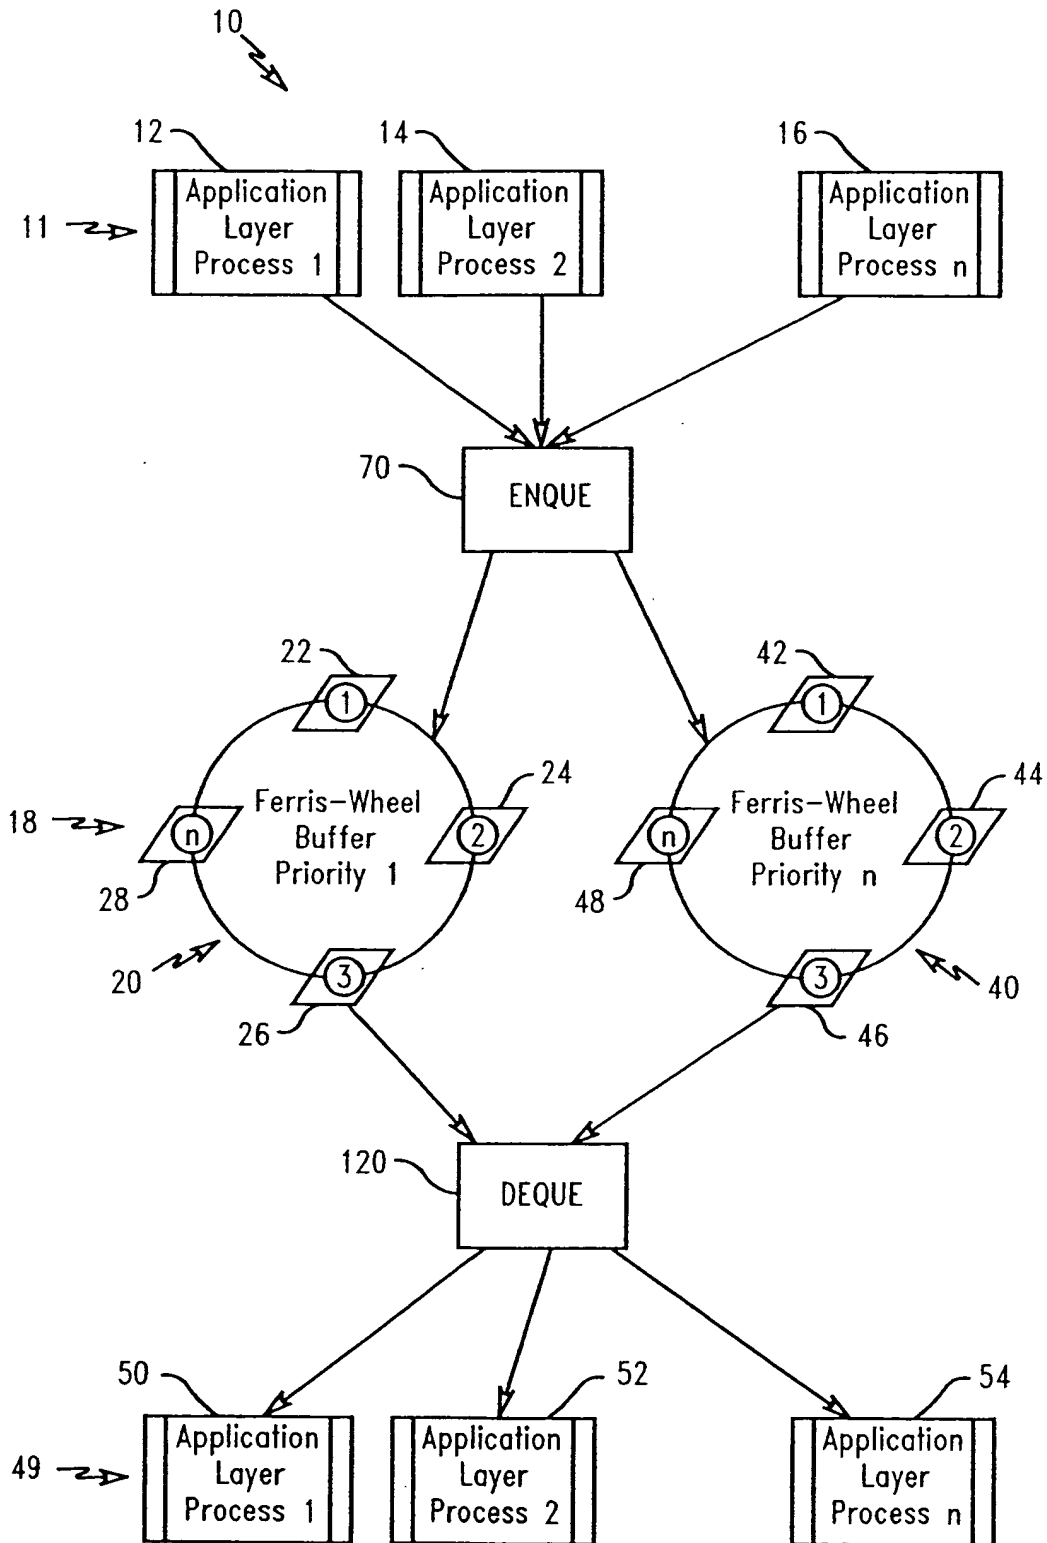 10
12
14
16
11
Application
Layer
Process 1
Application
Layer
Process 2
Application
Layer
Process n
70
ENQUE
22
42
1
1
24
44
18
n
Ferris-Wheel
Buffer
Priority 1
2
n
Ferris-Wheel
Buffer
Priority n
2
28
48
20
3
3
40
26
46
120
DEQUE
50
52
54
49
Application
Layer
Process 1
Application
Layer
Process 2
Application
Layer
Process n